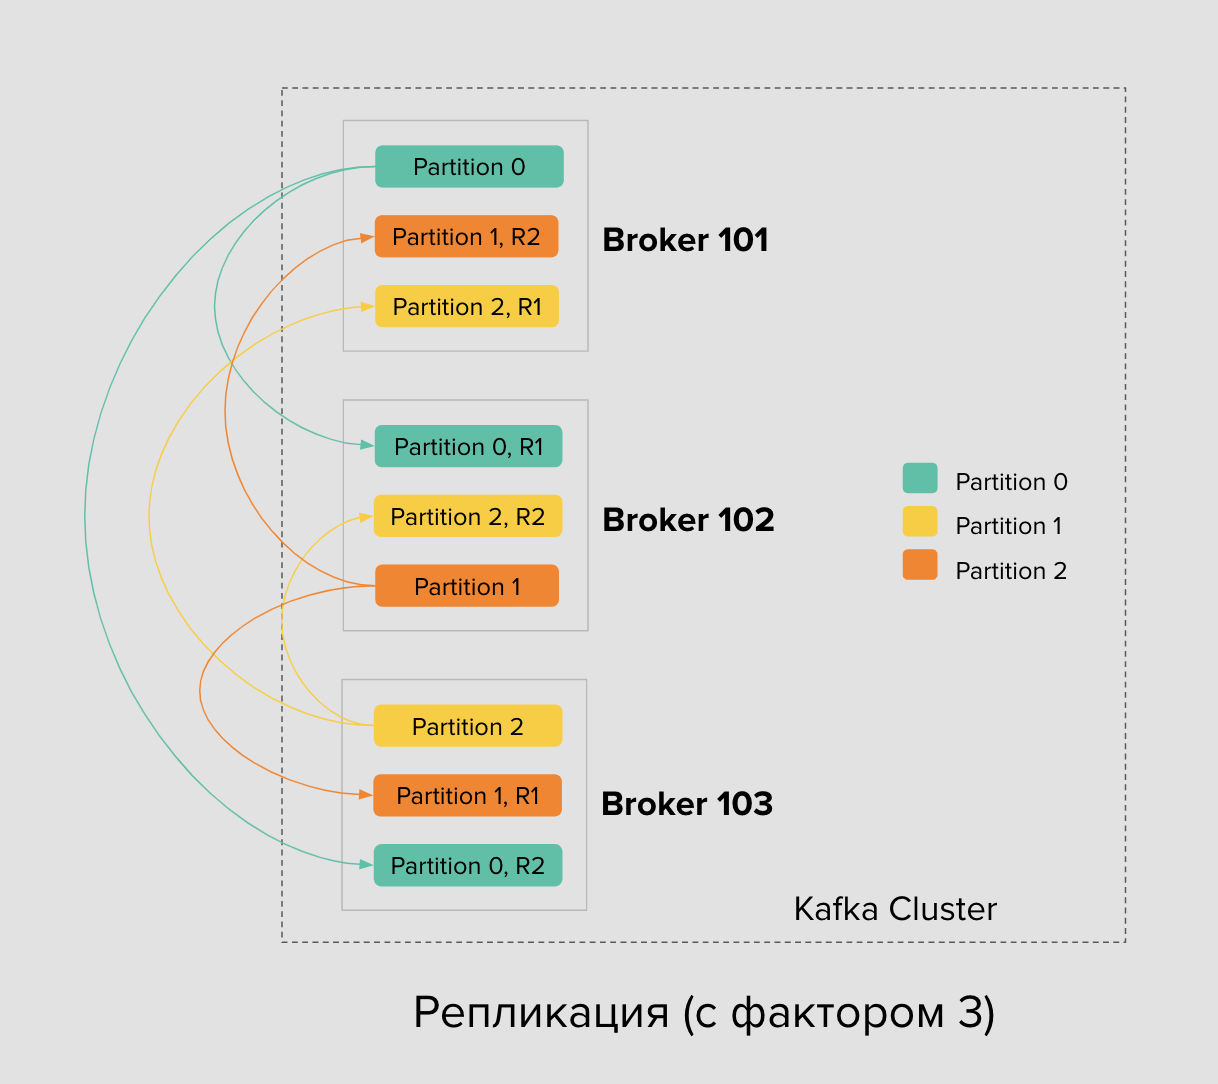 Partition 0
Partition 1, R2
Partition 2, R1
Broker 101
Partition 0, R1
Partition 2, R2
Partition 1
Broker 102
Partition 0
Partition 1
Partition 2
Partition 2
Partition 1, R1
Partition 0, R2
Broker 103
Kafka Cluster
Репликация (с фактором 3)